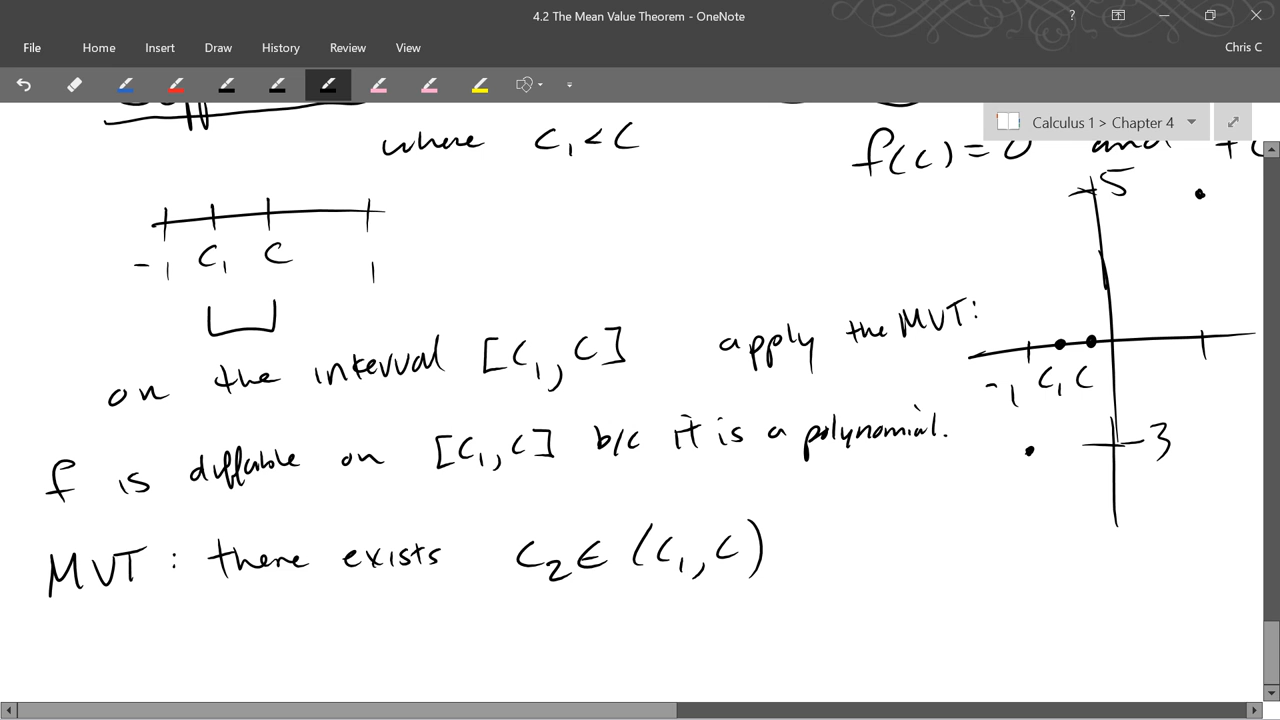 4.2 The Mean Value Theorem - OneNote
?
File Home Insert Draw History Review View
Chris C
Calculus 1 > Chapter 4
where C₁ < C
f(c) = 0 and
5
-1 C₁ C 1
on the interval [C₁, C] apply the MVT:
-1 C₁ C
f is diffable on [C₁, C] b/c it is a polynomial.
-3
MVT: there exists C₂ ∈ (C₁, C)